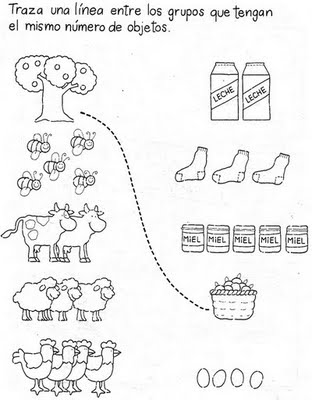 Traza una línea entre los grupos que tengan
el mismo número de objetos.
LECHE LECHE
MIEL MIEL MIEL MIEL MIEL